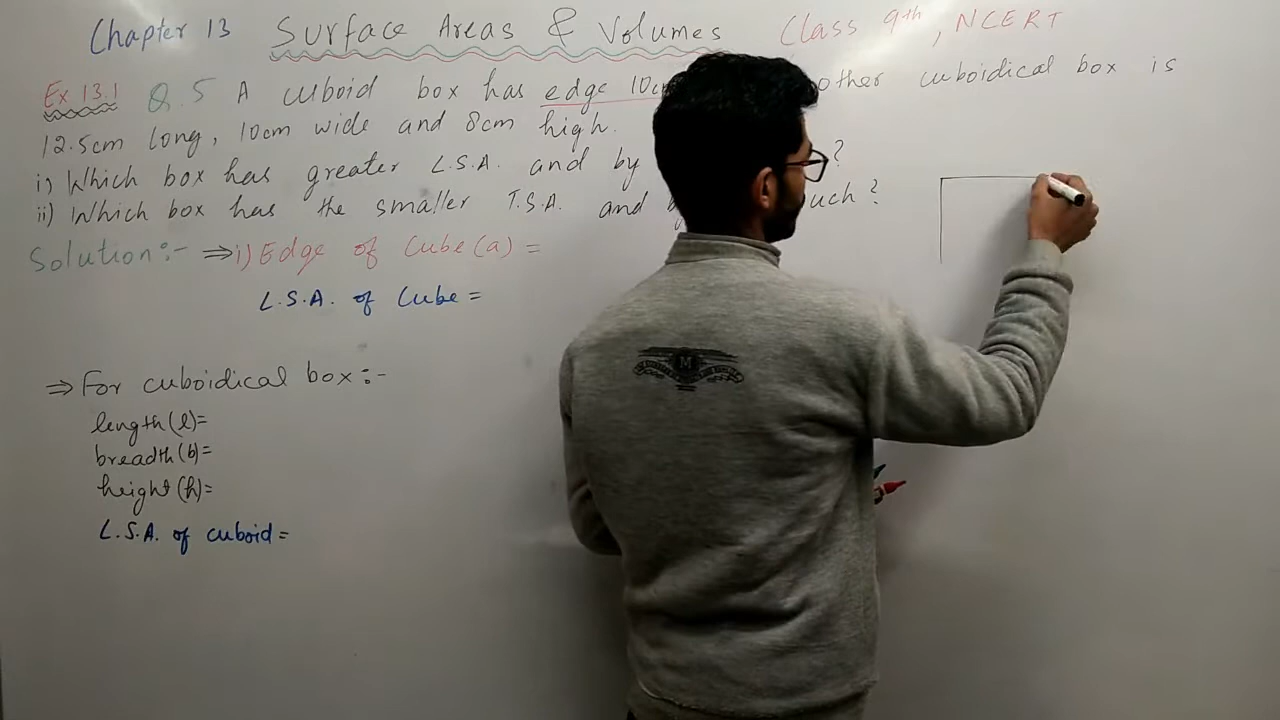 Chapter 13 Surface Areas & Volumes Class 9th, NCERT
Ex 13.1 Q.5 A cuboid box has edge 10cm other cuboidical box is
12.5cm long, 10cm wide and 8cm high.
i) Which box has greater L.S.A. and by ?
ii) Which box has the smaller T.S.A. and uch ?
Solution:- ⇒ i) Edge of Cube(a) =
L.S.A. of Cube =
⇒ For cuboidical box:-
length(l)=
breadth(b)=
height(h)=
L.S.A. of cuboid=
M